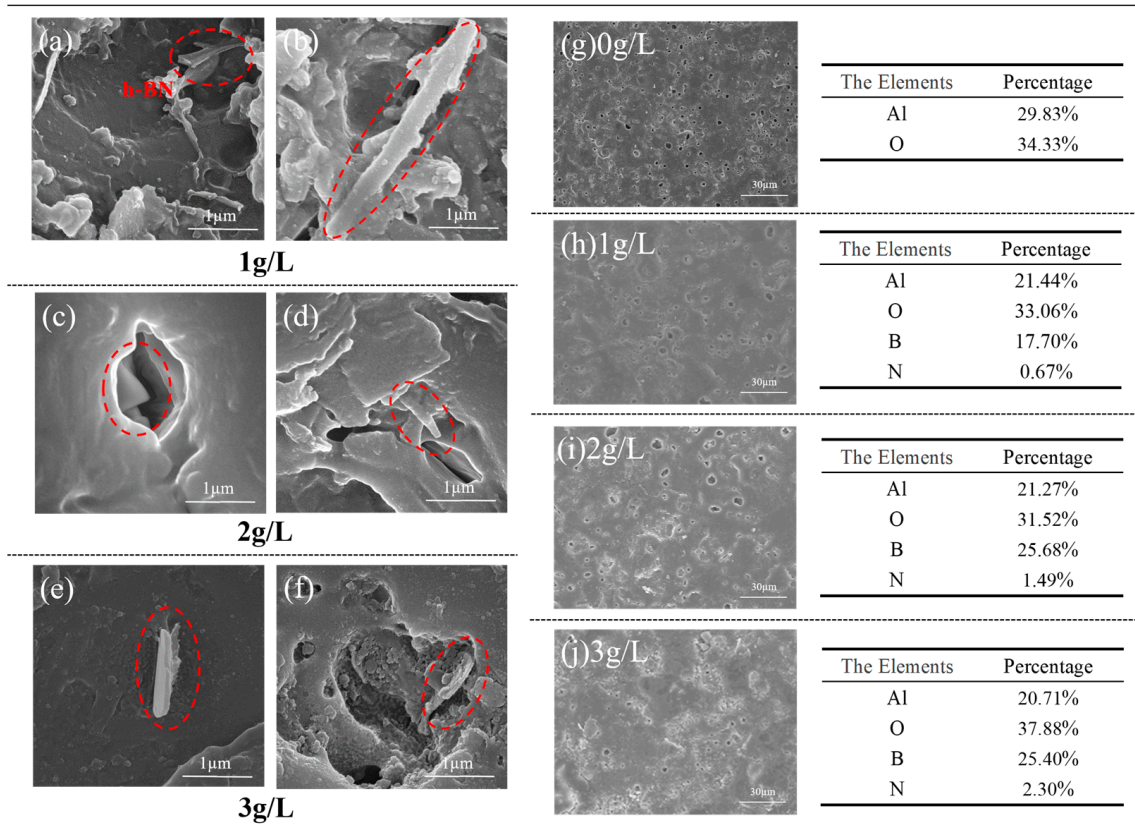 (a)
h-BN
1μm
(b)
1μm
1g/L
(c)
1μm
(d)
1μm
2g/L
(e)
1μm
(f)
1μm
3g/L
(g)0g/L
30μm
The Elements Percentage
Al 29.83%
O 34.33%
(h)1g/L
30μm
The Elements Percentage
Al 21.44%
O 33.06%
B 17.70%
N 0.67%
(i)2g/L
30μm
The Elements Percentage
Al 21.27%
O 31.52%
B 25.68%
N 1.49%
(j)3g/L
30μm
The Elements Percentage
Al 20.71%
O 37.88%
B 25.40%
N 2.30%